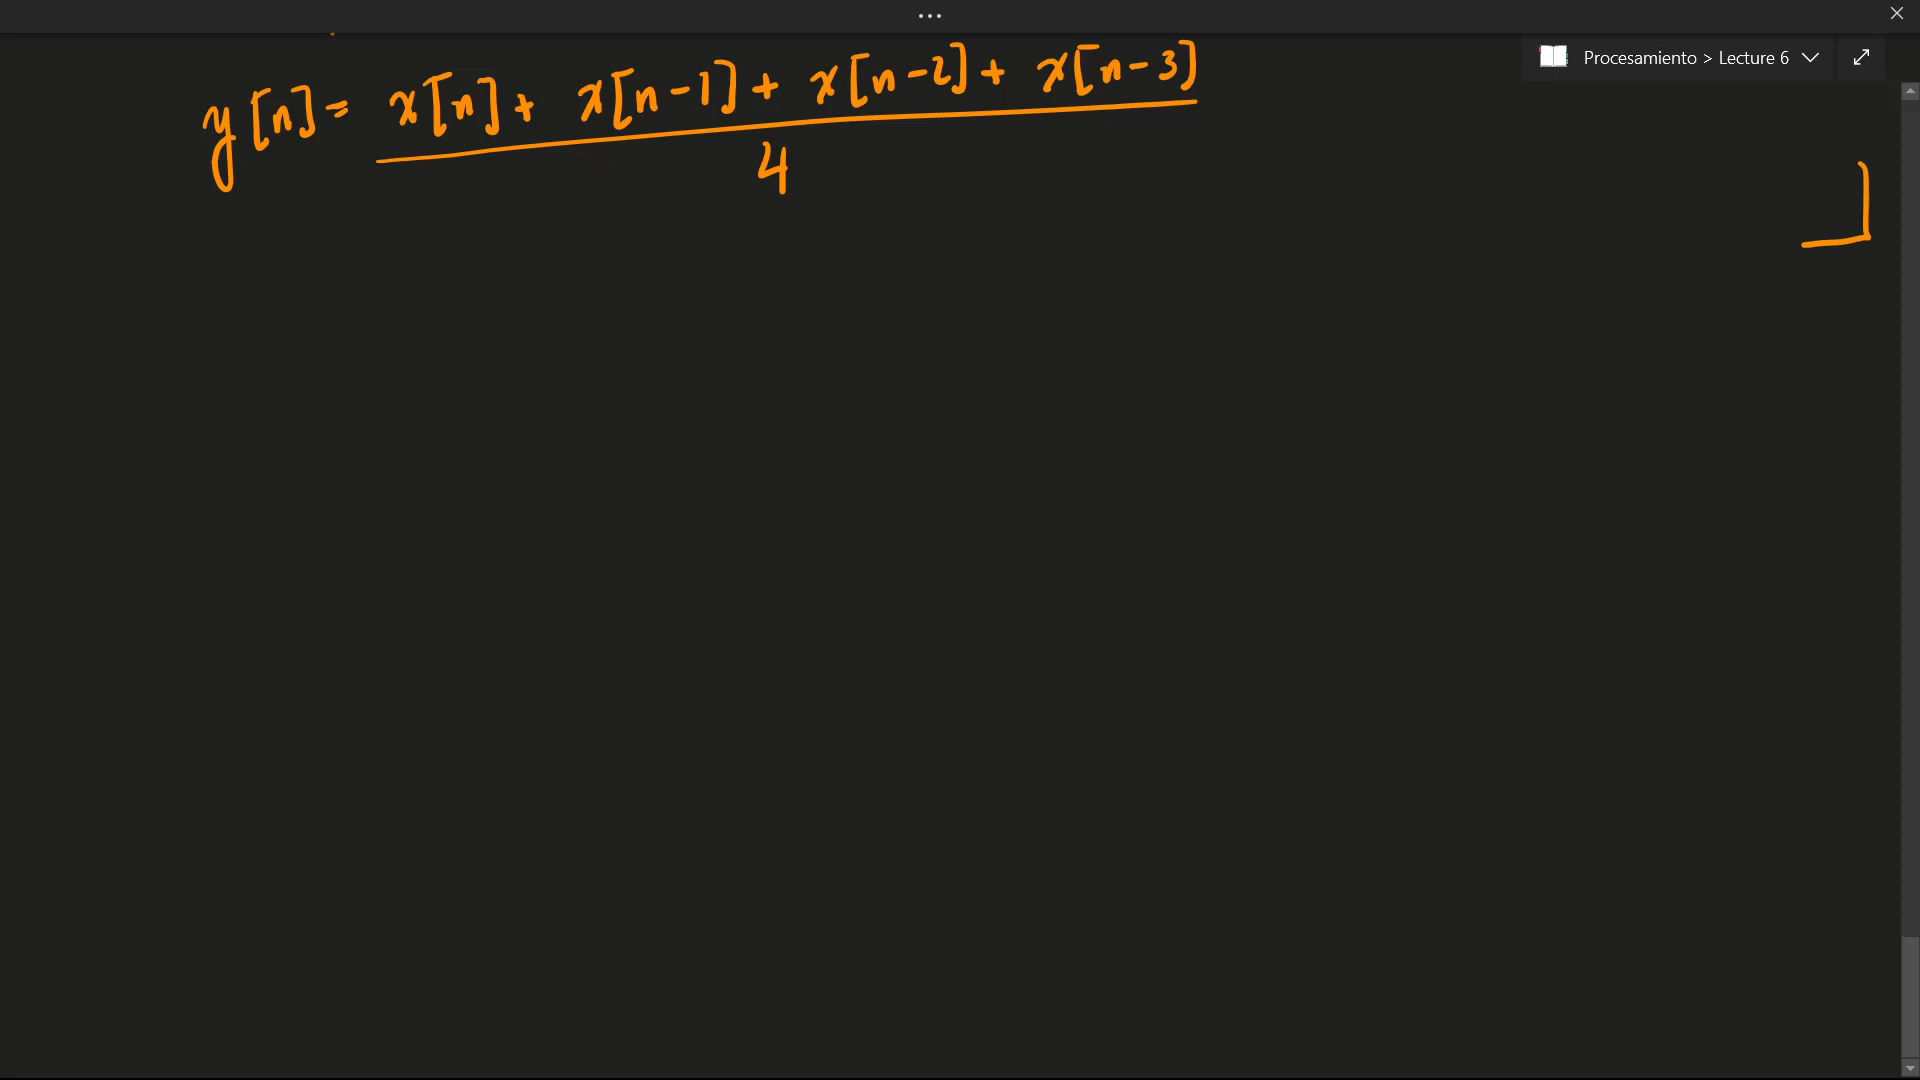 Procesamiento > Lecture 6
y[n] = x[n] + x[n-1] + x[n-2] + x[n-3]
4